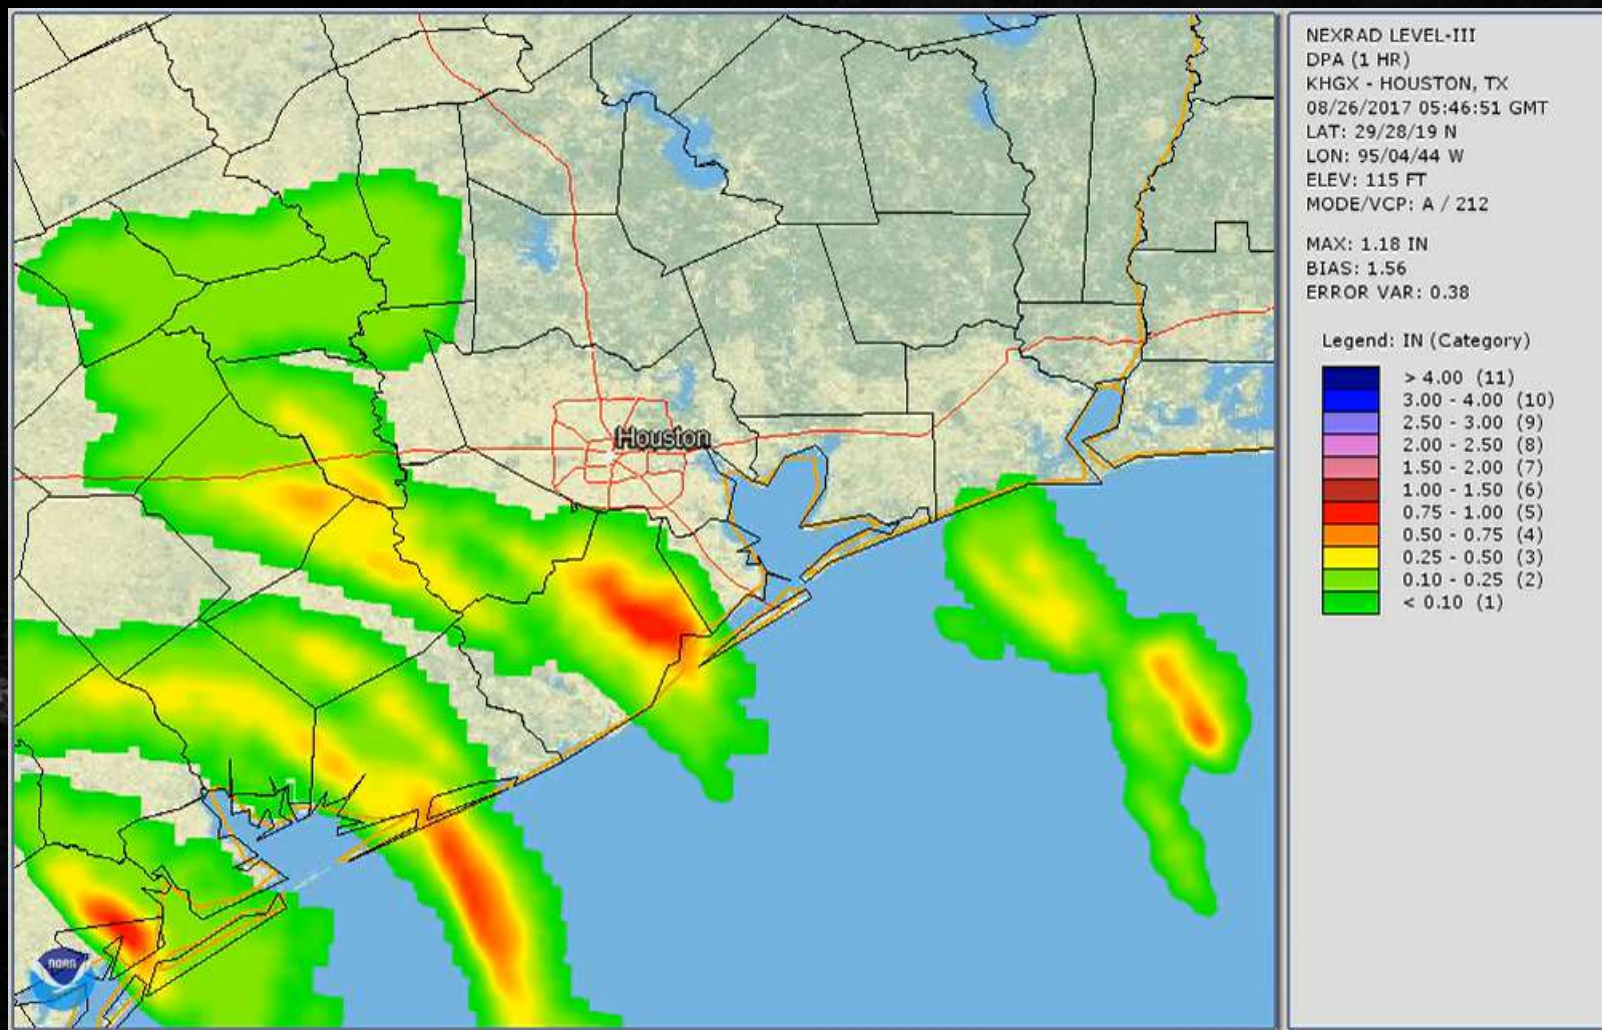 Houston
NOAA
NEXRAD LEVEL-III
DPA (1 HR)
KHGX - HOUSTON, TX
08/26/2017 05:46:51 GMT
LAT: 29/28/19 N
LON: 95/04/44 W
ELEV: 115 FT
MODE/VCP: A / 212
MAX: 1.18 IN
BIAS: 1.56
ERROR VAR: 0.38
Legend: IN (Category)
> 4.00 (11)
3.00 - 4.00 (10)
2.50 - 3.00 (9)
2.00 - 2.50 (8)
1.50 - 2.00 (7)
1.00 - 1.50 (6)
0.75 - 1.00 (5)
0.50 - 0.75 (4)
0.25 - 0.50 (3)
0.10 - 0.25 (2)
< 0.10 (1)